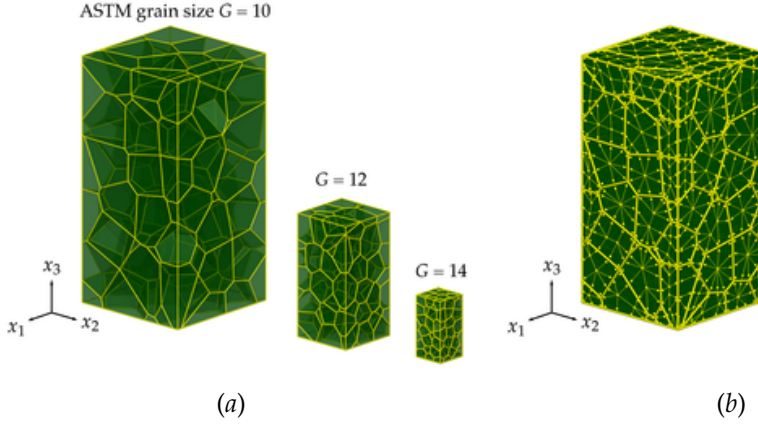 ASTM grain size G = 10
G = 12
G = 14
x₃
x₁ x₂
x₃
x₁ x₂
(a) (b)